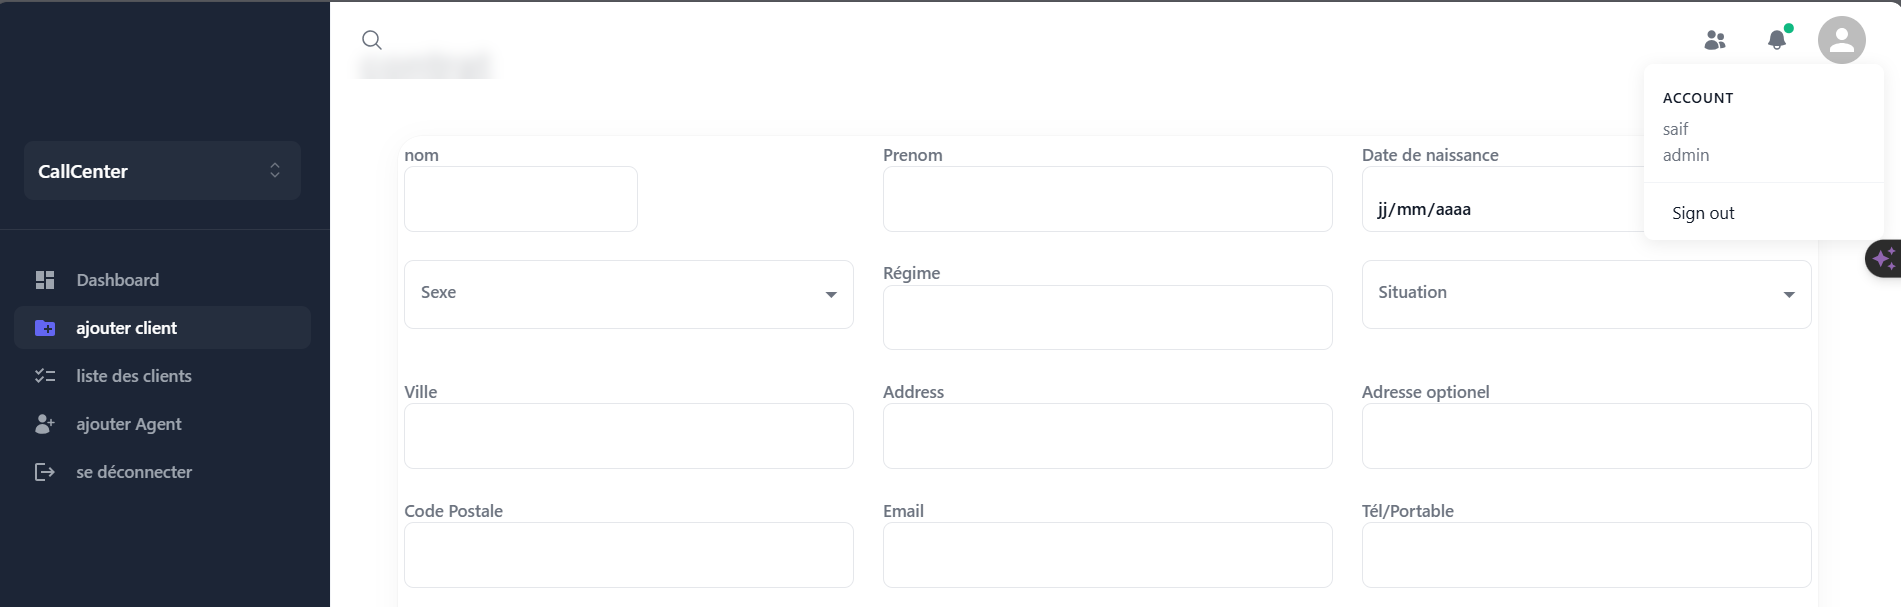 CallCenter
Dashboard
ajouter client
liste des clients
ajouter Agent
se déconnecter
ACCOUNT
saif
admin
Sign out
nom
Prenom
Date de naissance
jj/mm/aaaa
Sexe
Régime
Situation
Ville
Address
Adresse optionel
Code Postale
Email
Tél/Portable